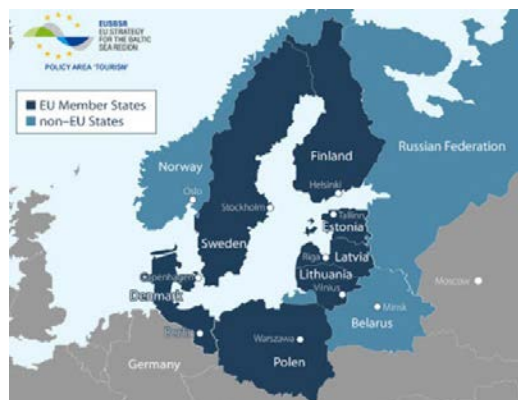 EUSBSR
EU STRATEGY
FOR THE BALTIC
SEA REGION
POLICY AREA 'TOURISM'
EU Member States
non-EU States
Norway
Oslo
Finland
Helsinki
Russian Federation
Stockholm
Sweden
Tallinn
Estonia
Riga
Latvia
Lithuania
Vilnius
Moscow
Copenhagen
Denmark
Minsk
Belarus
Berlin
Warszawa
Germany
Polen